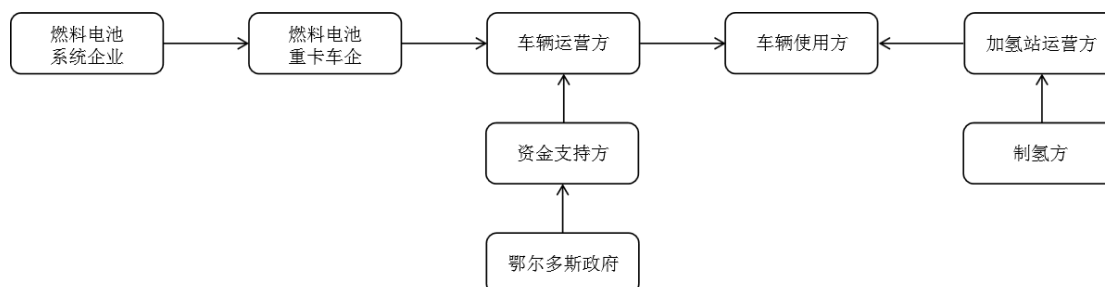 燃料电池
系统企业
燃料电池
重卡车企
车辆运营方
车辆使用方
加氢站运营方
资金支持方
制氢方
鄂尔多斯政府